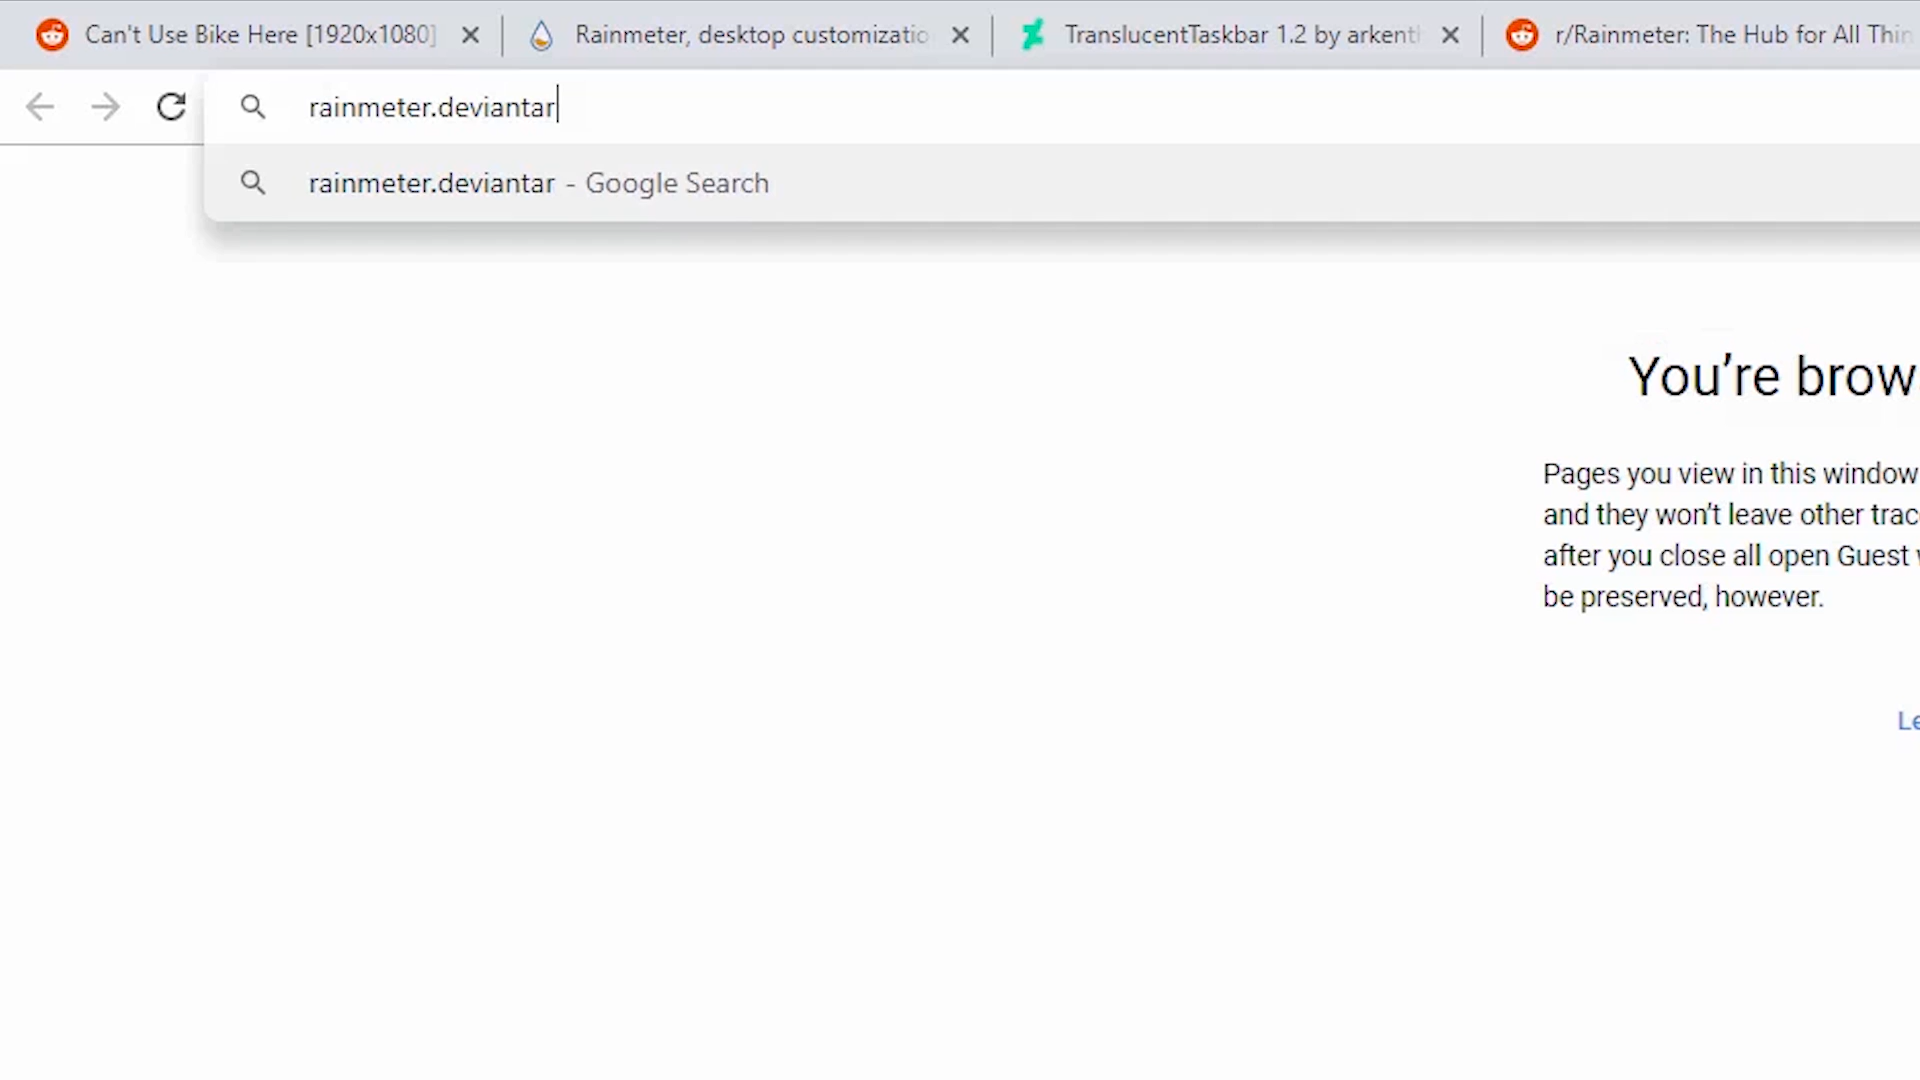 Can't Use Bike Here [1920x1080]
Rainmeter, desktop customizatio
TranslucentTaskbar 1.2 by arkent
r/Rainmeter: The Hub for All Thin
rainmeter.deviantar
rainmeter.deviantar - Google Search
You're brow
Pages you view in this window
and they won't leave other trac
after you close all open Guest
be preserved, however.
Le